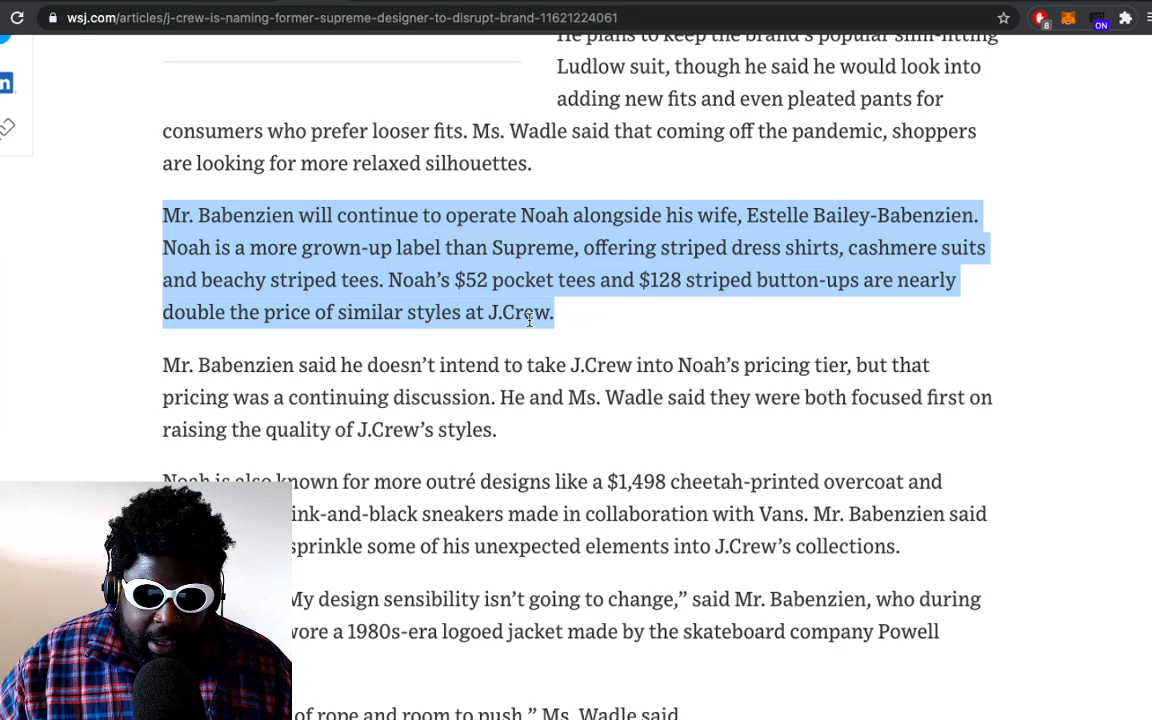 wsj.com/articles/j-crew-is-naming-former-supreme-designer-to-disrupt-brand-11621224061
8
ON
He plans to keep the brand's popular slim-fitting
Ludlow suit, though he said he would look into
adding new fits and even pleated pants for
consumers who prefer looser fits. Ms. Wadle said that coming off the pandemic, shoppers
are looking for more relaxed silhouettes.
Mr. Babenzien will continue to operate Noah alongside his wife, Estelle Bailey-Babenzien.
Noah is a more grown-up label than Supreme, offering striped dress shirts, cashmere suits
and beachy striped tees. Noah’s $52 pocket tees and $128 striped button-ups are nearly
double the price of similar styles at J.Crew.
Mr. Babenzien said he doesn’t intend to take J.Crew into Noah’s pricing tier, but that
pricing was a continuing discussion. He and Ms. Wadle said they were both focused first on
raising the quality of J.Crew’s styles.
Noah is also known for more outré designs like a $1,498 cheetah-printed overcoat and
ink-and-black sneakers made in collaboration with Vans. Mr. Babenzien said
sprinkle some of his unexpected elements into J.Crew’s collections.
My design sensibility isn’t going to change,” said Mr. Babenzien, who during
wore a 1980s-era logoed jacket made by the skateboard company Powell
of rope and room to push,” Ms. Wadle said